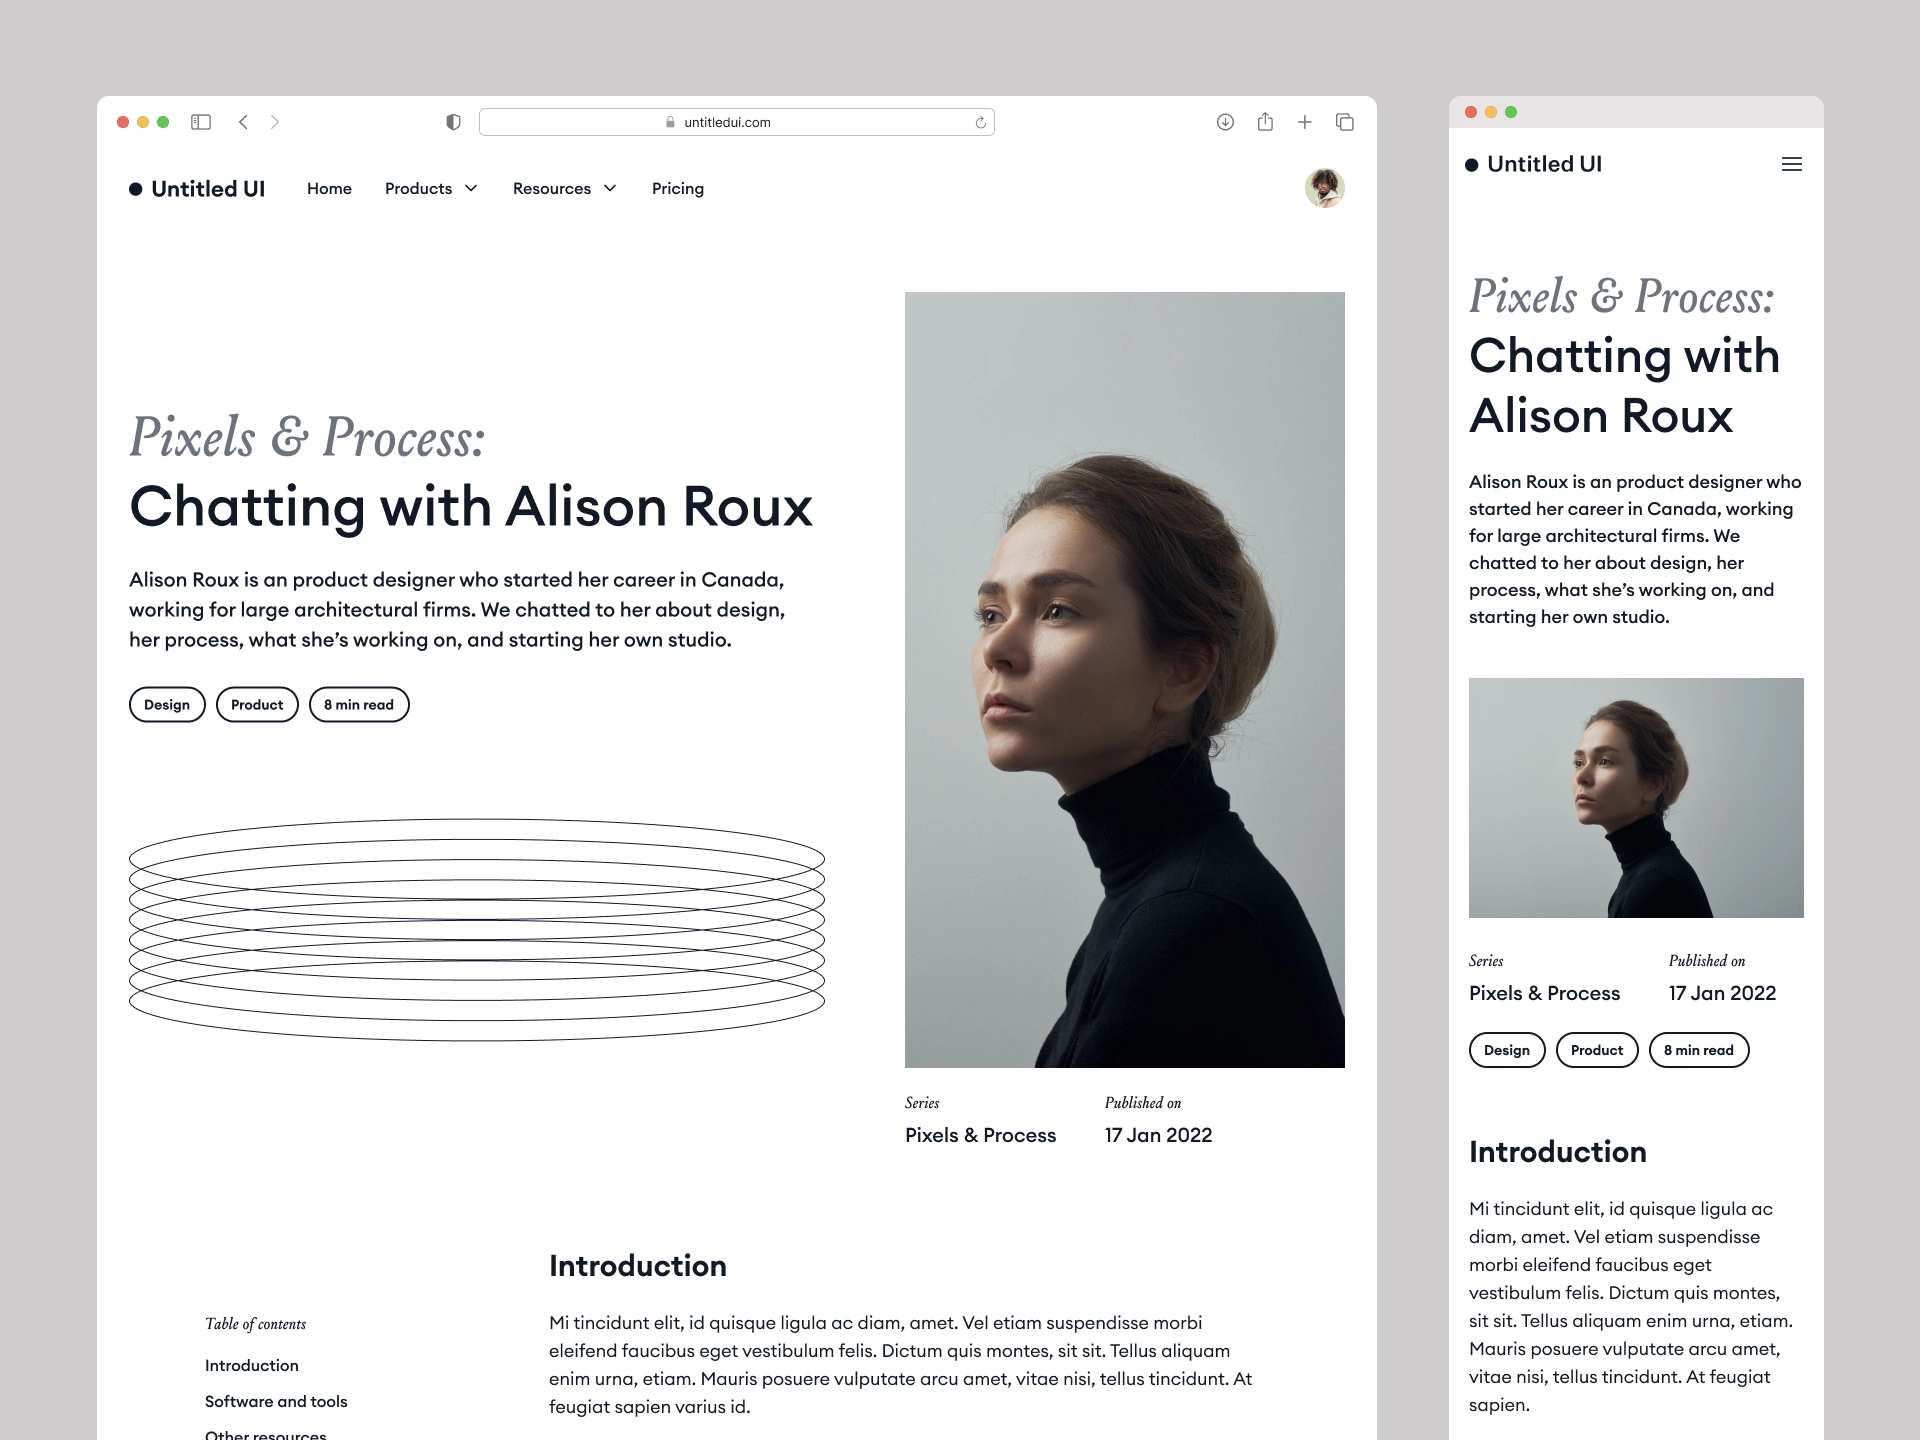 untitledui.com
Untitled UI
Home
Products
Resources
Pricing
Pixels & Process:
Chatting with Alison Roux
Alison Roux is an product designer who started her career in Canada,
working for large architectural firms. We chatted to her about design,
her process, what she’s working on, and starting her own studio.
Design
Product
8 min read
Series
Published on
Pixels & Process
17 Jan 2022
Table of contents
Introduction
Software and tools
Other resources
Introduction
Mi tincidunt elit, id quisque ligula ac diam, amet. Vel etiam suspendisse morbi
eleifend faucibus eget vestibulum felis. Dictum quis montes, sit sit. Tellus aliquam
enim urna, etiam. Mauris posuere vulputate arcu amet, vitae nisi, tellus tincidunt. At
feugiat sapien varius id.
Untitled UI
Pixels & Process:
Chatting with
Alison Roux
Alison Roux is an product designer who
started her career in Canada, working
for large architectural firms. We
chatted to her about design, her
process, what she’s working on, and
starting her own studio.
Series
Published on
Pixels & Process
17 Jan 2022
Design
Product
8 min read
Introduction
Mi tincidunt elit, id quisque ligula ac
diam, amet. Vel etiam suspendisse
morbi eleifend faucibus eget
vestibulum felis. Dictum quis montes,
sit sit. Tellus aliquam enim urna, etiam.
Mauris posuere vulputate arcu amet,
vitae nisi, tellus tincidunt. At feugiat
sapien.